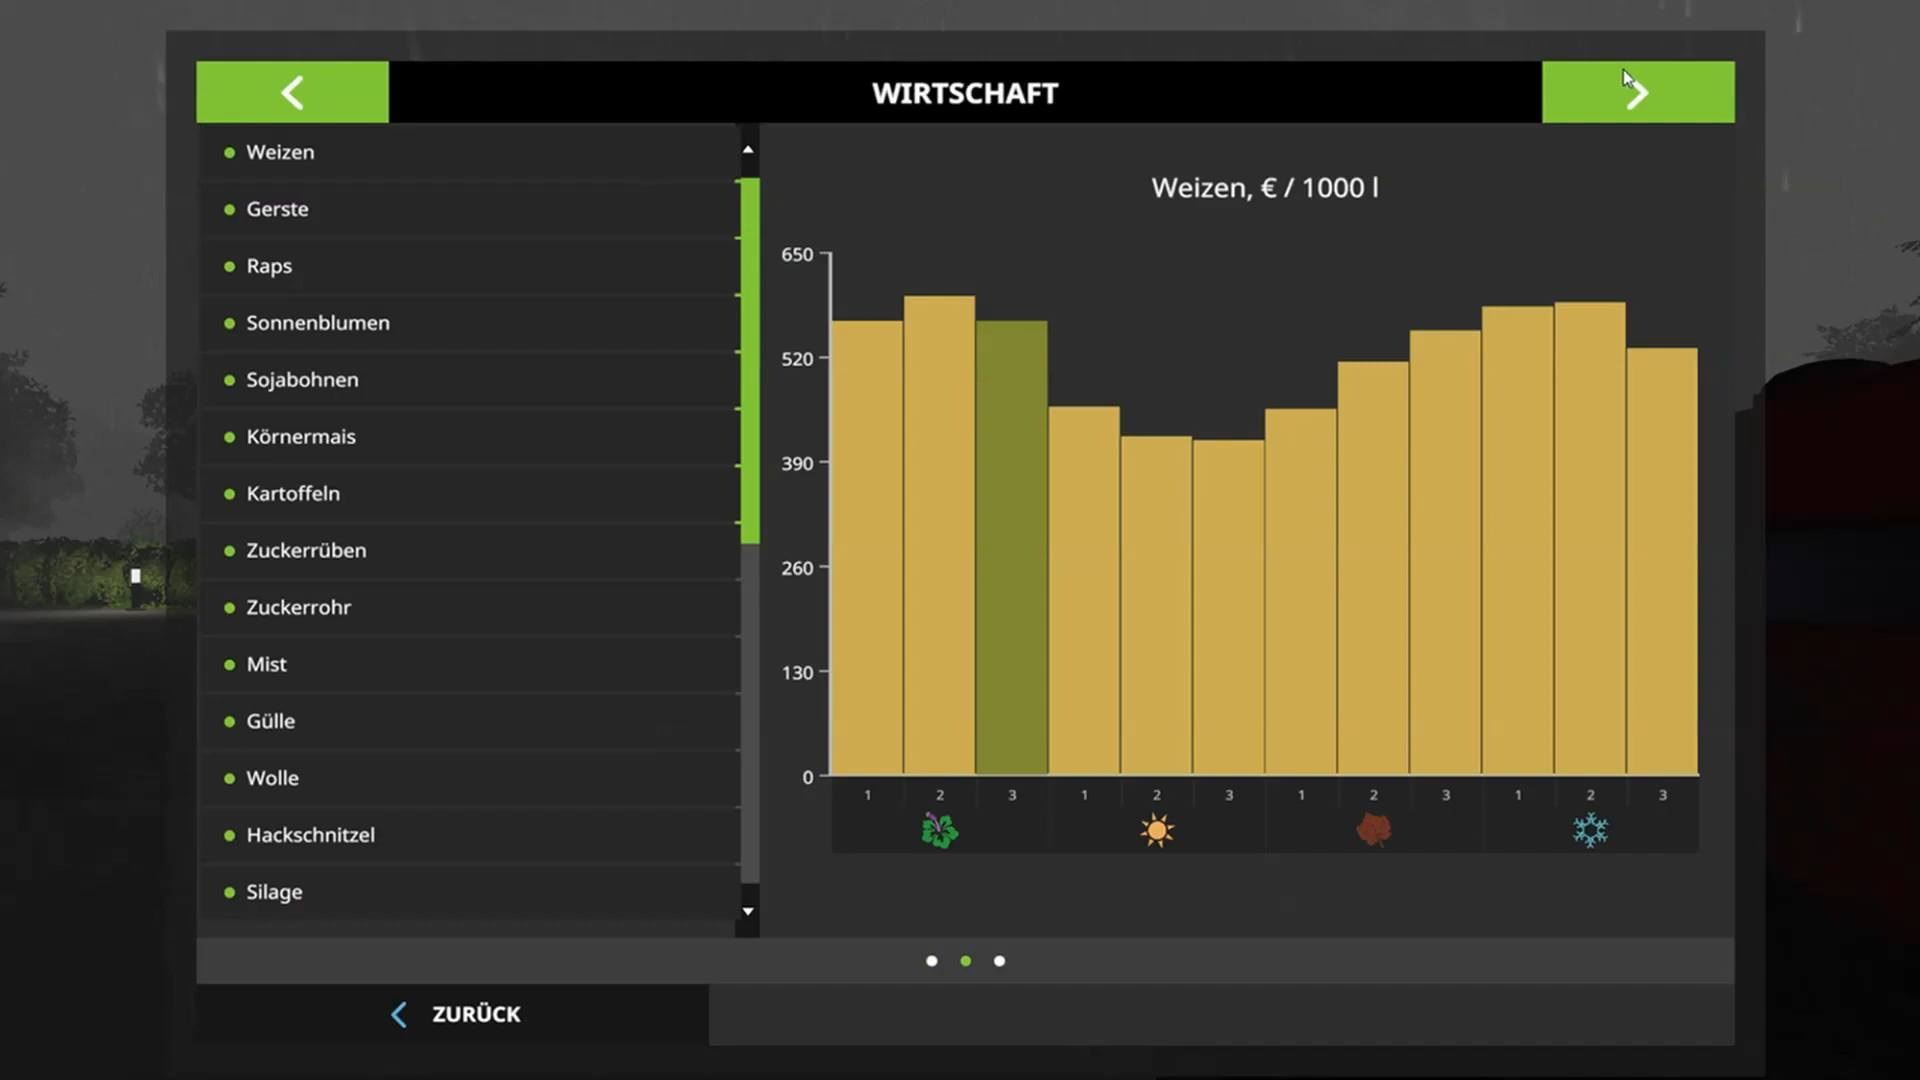 WIRTSCHAFT
Weizen
Gerste
Raps
Sonnenblumen
Sojabohnen
Körnermais
Kartoffeln
Zuckerrüben
Zuckerrohr
Mist
Gülle
Wolle
Hackschnitzel
Silage
Weizen, € / 1000 l
650
520
390
260
130
0
1 2 3 1 2 3 1 2 3 1 2 3
ZURÜCK